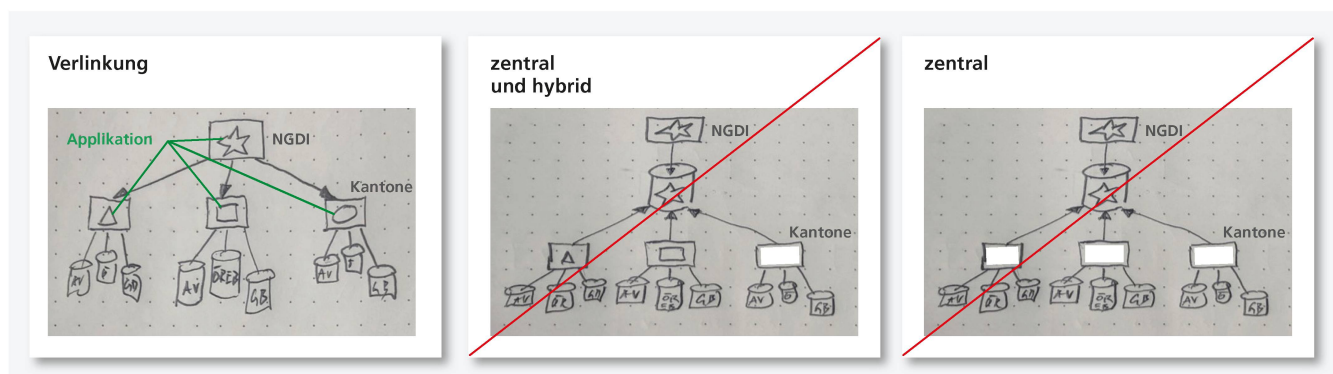 Verlinkung
Applikation
NGDI
Kantone
AV
AV
ÖREB
GB
AV
GB
zentral
und hybrid
NGDI
Kantone
AV
ÖR
AV
GB
AV
GB
zentral
NGDI
Kantone
AV
ÖR
AV
GB
AV
GB